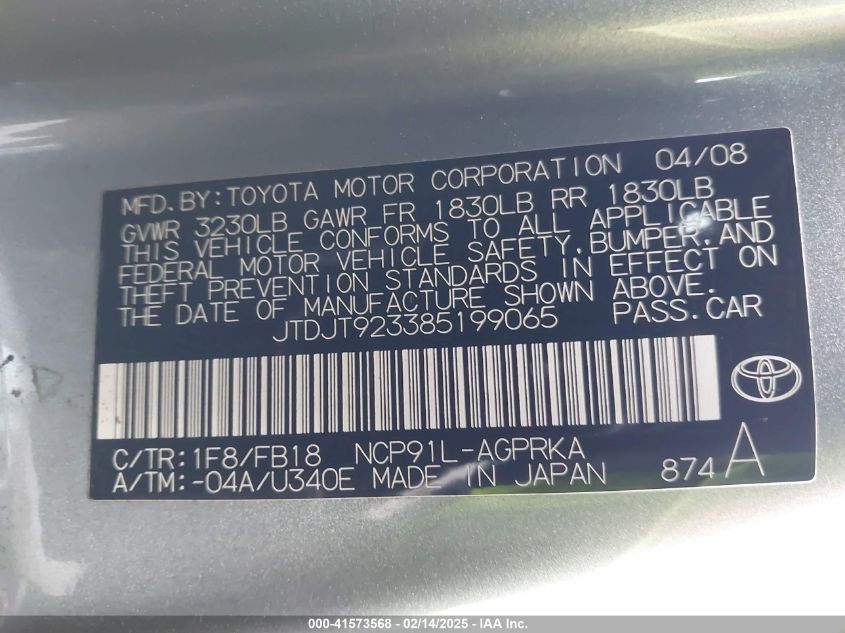 MFD. BY: TOYOTA MOTOR CORPORATION 04/08
GVWR 3230LB GAWR FR 1830LB RR 1830LB
THIS VEHICLE CONFORMS TO ALL APPLICABLE
FEDERAL MOTOR VEHICLE SAFETY, BUMPER, AND
THEFT PREVENTION STANDARDS IN EFFECT ON
THE DATE OF MANUFACTURE SHOWN ABOVE.
JTDJT923385199065 PASS. CAR
C/TR: 1F8/FB18 NCP91L-AGPRKA
A/TM: -04A/U340E MADE IN JAPAN 874 A
000-41573568 - 02/14/2025 - IAA Inc.